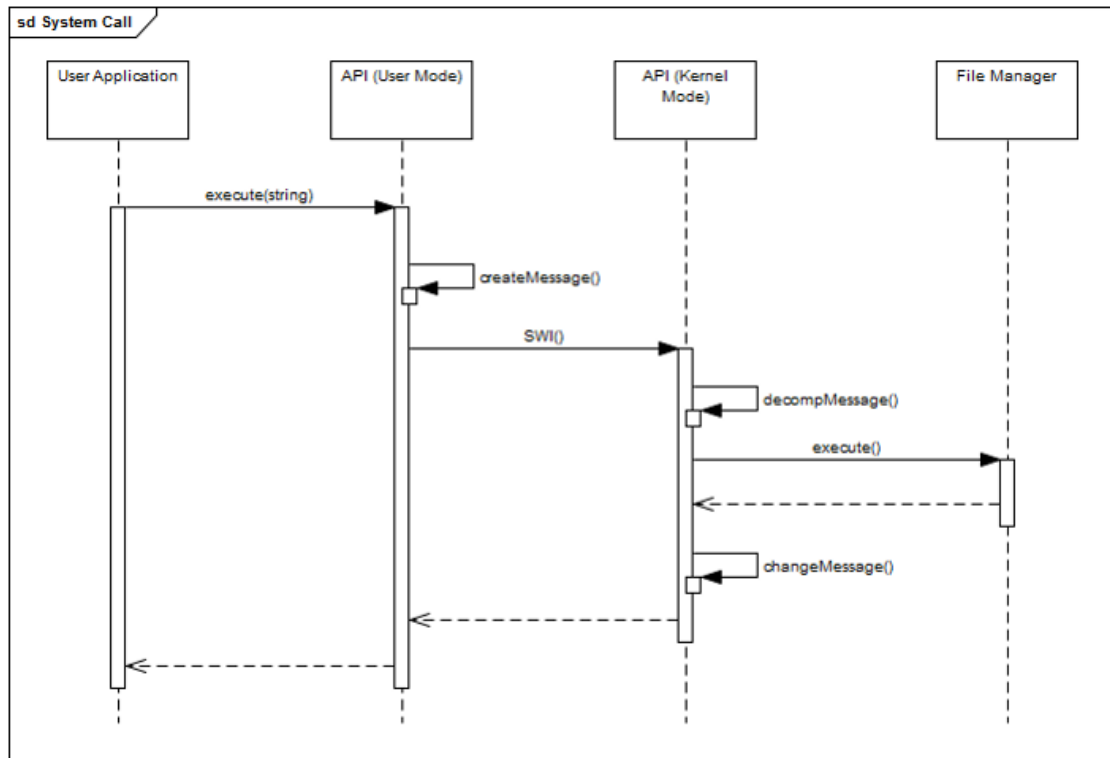 sd System Call
User Application
API (User Mode)
API (Kernel
Mode)
File Manager
execute(string)
createMessage()
SWI()
decompMessage()
execute()
changeMessage()